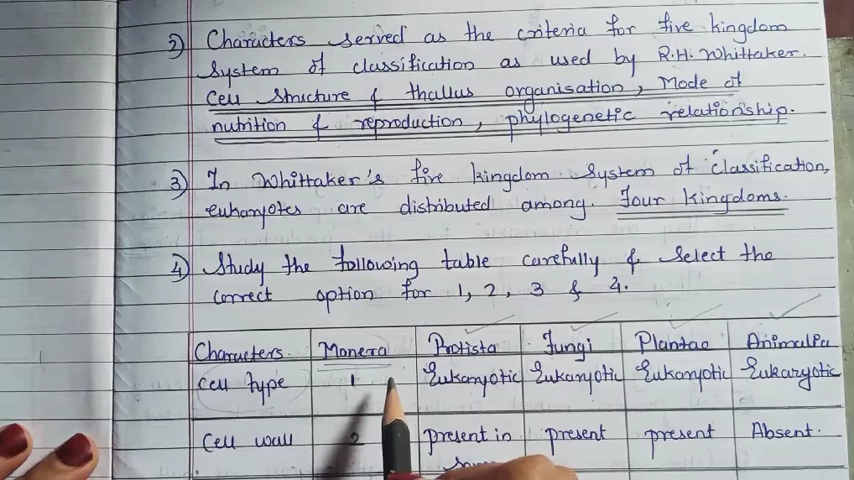 2) Characters served as the criteria for five kingdom
System of classification as used by R.H. Whittaker.
Cell Structure & thallus organisation, Mode of
nutrition & reproduction, phylogenetic relationship.
3) In Whittaker's five kingdom System of classification,
eukaryotes are distributed among. Four kingdoms.
4) Study the following table carefully & select the
correct option for 1, 2, 3 & 4.
Characters. Monera Protista Fungi Plantae Animalia
Cell type 1 Eukaryotic Eukaryotic Eukaryotic Eukaryotic
Cell wall 2 present in present present Absent.